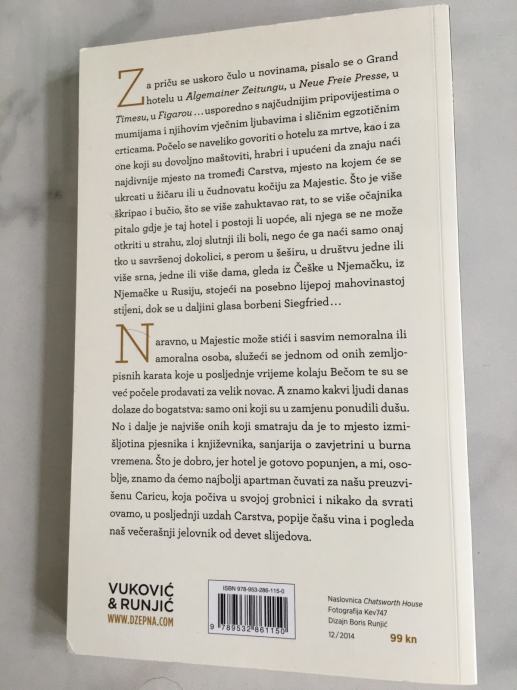 Za priču se uskoro čulo u novinama, pisalo se o Grand
hotelu u Algemainer Zeitungu, u Neue Freie Presse, u
Timesu, u Figarou ... usporedno s najčudnijim pripovijestima o
mumijama i njihovim vječnim ljubavima i sličnim egzotičnim
crticama. Počelo se naveliko govoriti o hotelu za mrtve, kao i za
one koji su dovoljno maštoviti, hrabri i upućeni da znaju naći
najdivnije mjesto na tromeđi Carstva, mjesto na kojem će se
ukrcati u žičaru ili u čudnovatu kočiju za Majestic. Što je više
škripao i bučio, što se više zahuktavao rat, to se više očajnika
pitalo gdje je taj hotel i postoji li uopće, ali njega se ne može
otkriti u strahu, zloj slutnji ili boli, nego će ga naći samo onaj
tko u savršenoj dokolici, s perom u šeširu, u društvu jedne ili
više srna, jedne ili više dama, gleda iz Češke u Njemačku, iz
Njemačke u Rusiju, stojeći na posebno lijepoj mahovinastoj
stijeni, dok se u daljini glasa borbeni Siegfried ...
Naravno, u Majestic može stići i sasvim nemoralna ili
amoralna osoba, služeći se jednom od onih zemljo-
pisnih karata koje u posljednje vrijeme kolaju Bečom te su se
već počele prodavati za velik novac. A znamo kakvi ljudi danas
dolaze do bogatstva: samo oni koji su u zamjenu ponudili dušu.
No i dalje je najviše onih koji smatraju da je to mjesto izmi-
šljotina pjesnika i književnika, sanjarija o zavjetrini u burna
vremena. Što je dobro, jer hotel je gotovo popunjen, a mi, oso-
blje, znamo da ćemo najbolji apartman čuvati za našu preuzvi-
šenu Caricu, koja počiva u svojoj grobnici i nikako da svrati
ovamo, u posljednji uzdah Carstva, popije čašu vina i pogleda
naš večerašnji jelovnik od devet slijedova.
VUKOVIĆ
& RUNJIĆ
WWW.DZEPNA.COM
ISBN 978-953-286-115-0
9 789532 861150
Naslovnica Chatsworth House
Fotografija Kev747
Dizajn Boris Runjić
12/2014
99 kn